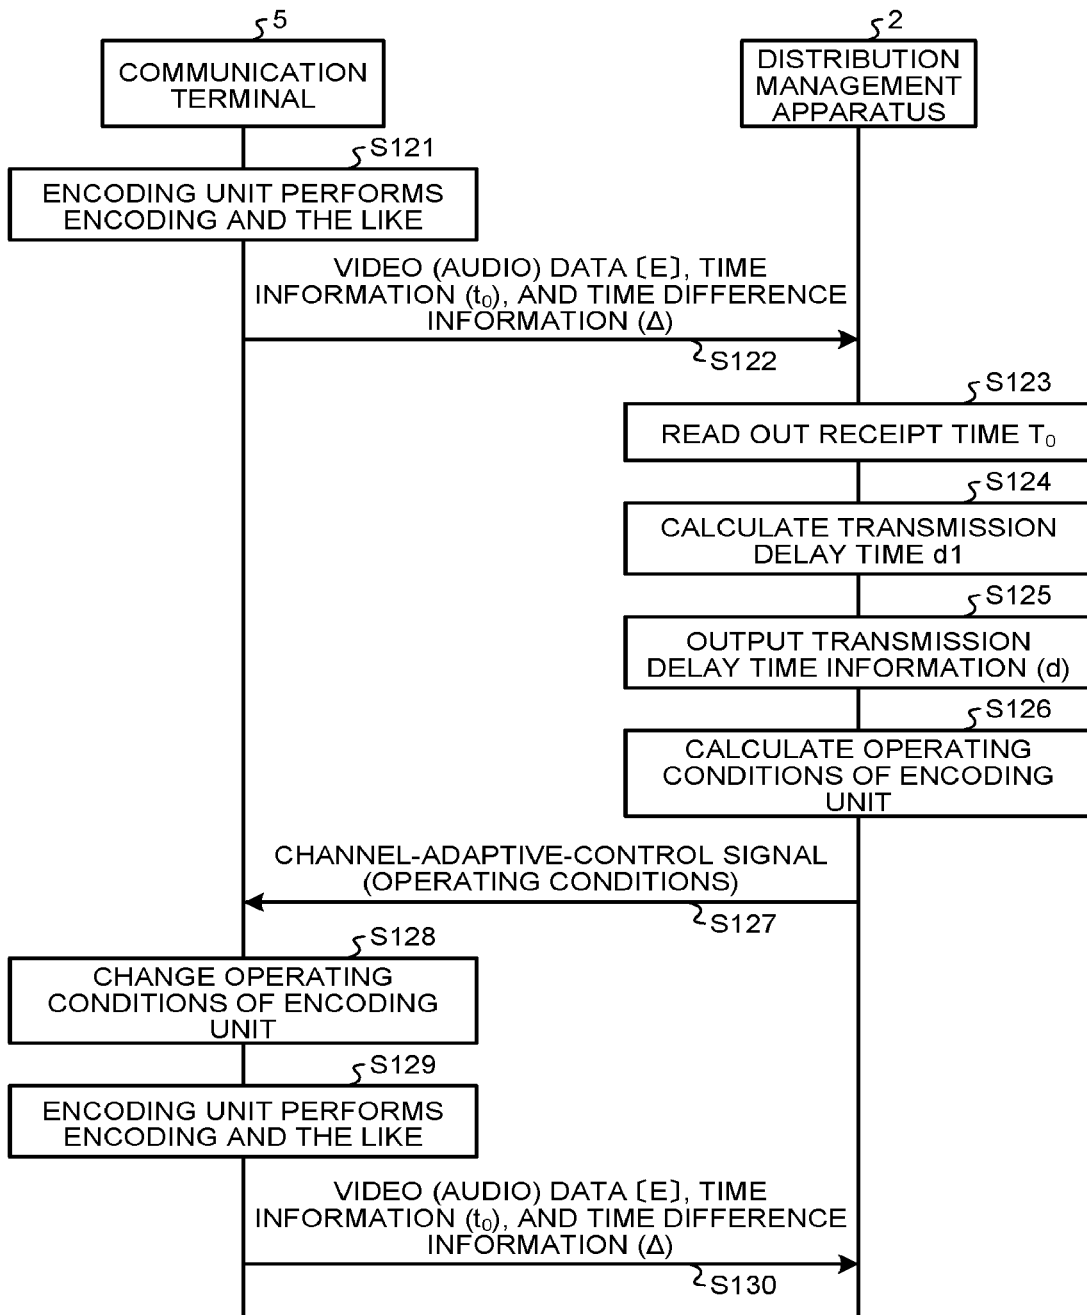 5
COMMUNICATION
TERMINAL
2
DISTRIBUTION
MANAGEMENT
APPARATUS
S121
ENCODING UNIT PERFORMS
ENCODING AND THE LIKE
VIDEO (AUDIO) DATA [E], TIME
INFORMATION (t₀), AND TIME DIFFERENCE
INFORMATION (Δ)
S122
S123
READ OUT RECEIPT TIME T₀
S124
CALCULATE TRANSMISSION
DELAY TIME d1
S125
OUTPUT TRANSMISSION
DELAY TIME INFORMATION (d)
S126
CALCULATE OPERATING
CONDITIONS OF ENCODING
UNIT
CHANNEL-ADAPTIVE-CONTROL SIGNAL
(OPERATING CONDITIONS)
S127
S128
CHANGE OPERATING
CONDITIONS OF ENCODING
UNIT
S129
ENCODING UNIT PERFORMS
ENCODING AND THE LIKE
VIDEO (AUDIO) DATA [E], TIME
INFORMATION (t₀), AND TIME DIFFERENCE
INFORMATION (Δ)
S130